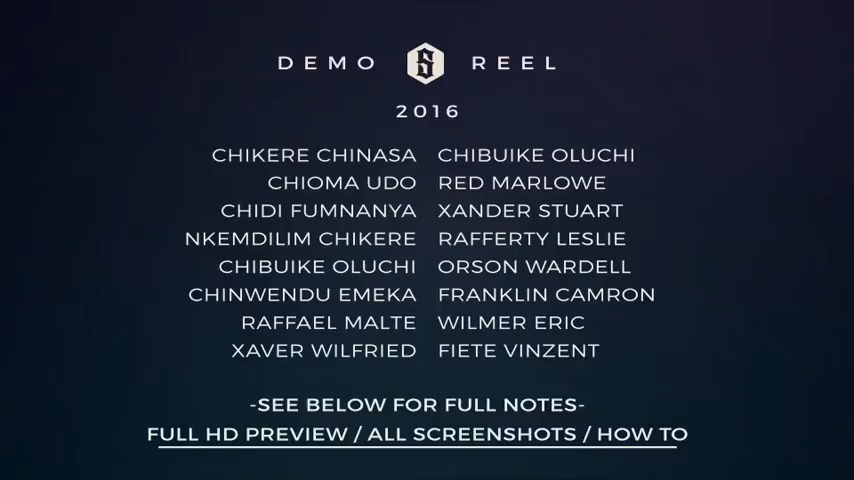 DEMO S REEL
2016
CHIKERE CHINASA CHIBUIKE OLUCHI
CHIOMA UDO RED MARLOWE
CHIDI FUMNANYA XANDER STUART
NKEMDILIM CHIKERE RAFFERTY LESLIE
CHIBUIKE OLUCHI ORSON WARDELL
CHINWENDU EMEKA FRANKLIN CAMRON
RAFFAEL MALTE WILMER ERIC
XAVER WILFRIED FIETE VINZENT
-SEE BELOW FOR FULL NOTES-
FULL HD PREVIEW / ALL SCREENSHOTS / HOW TO